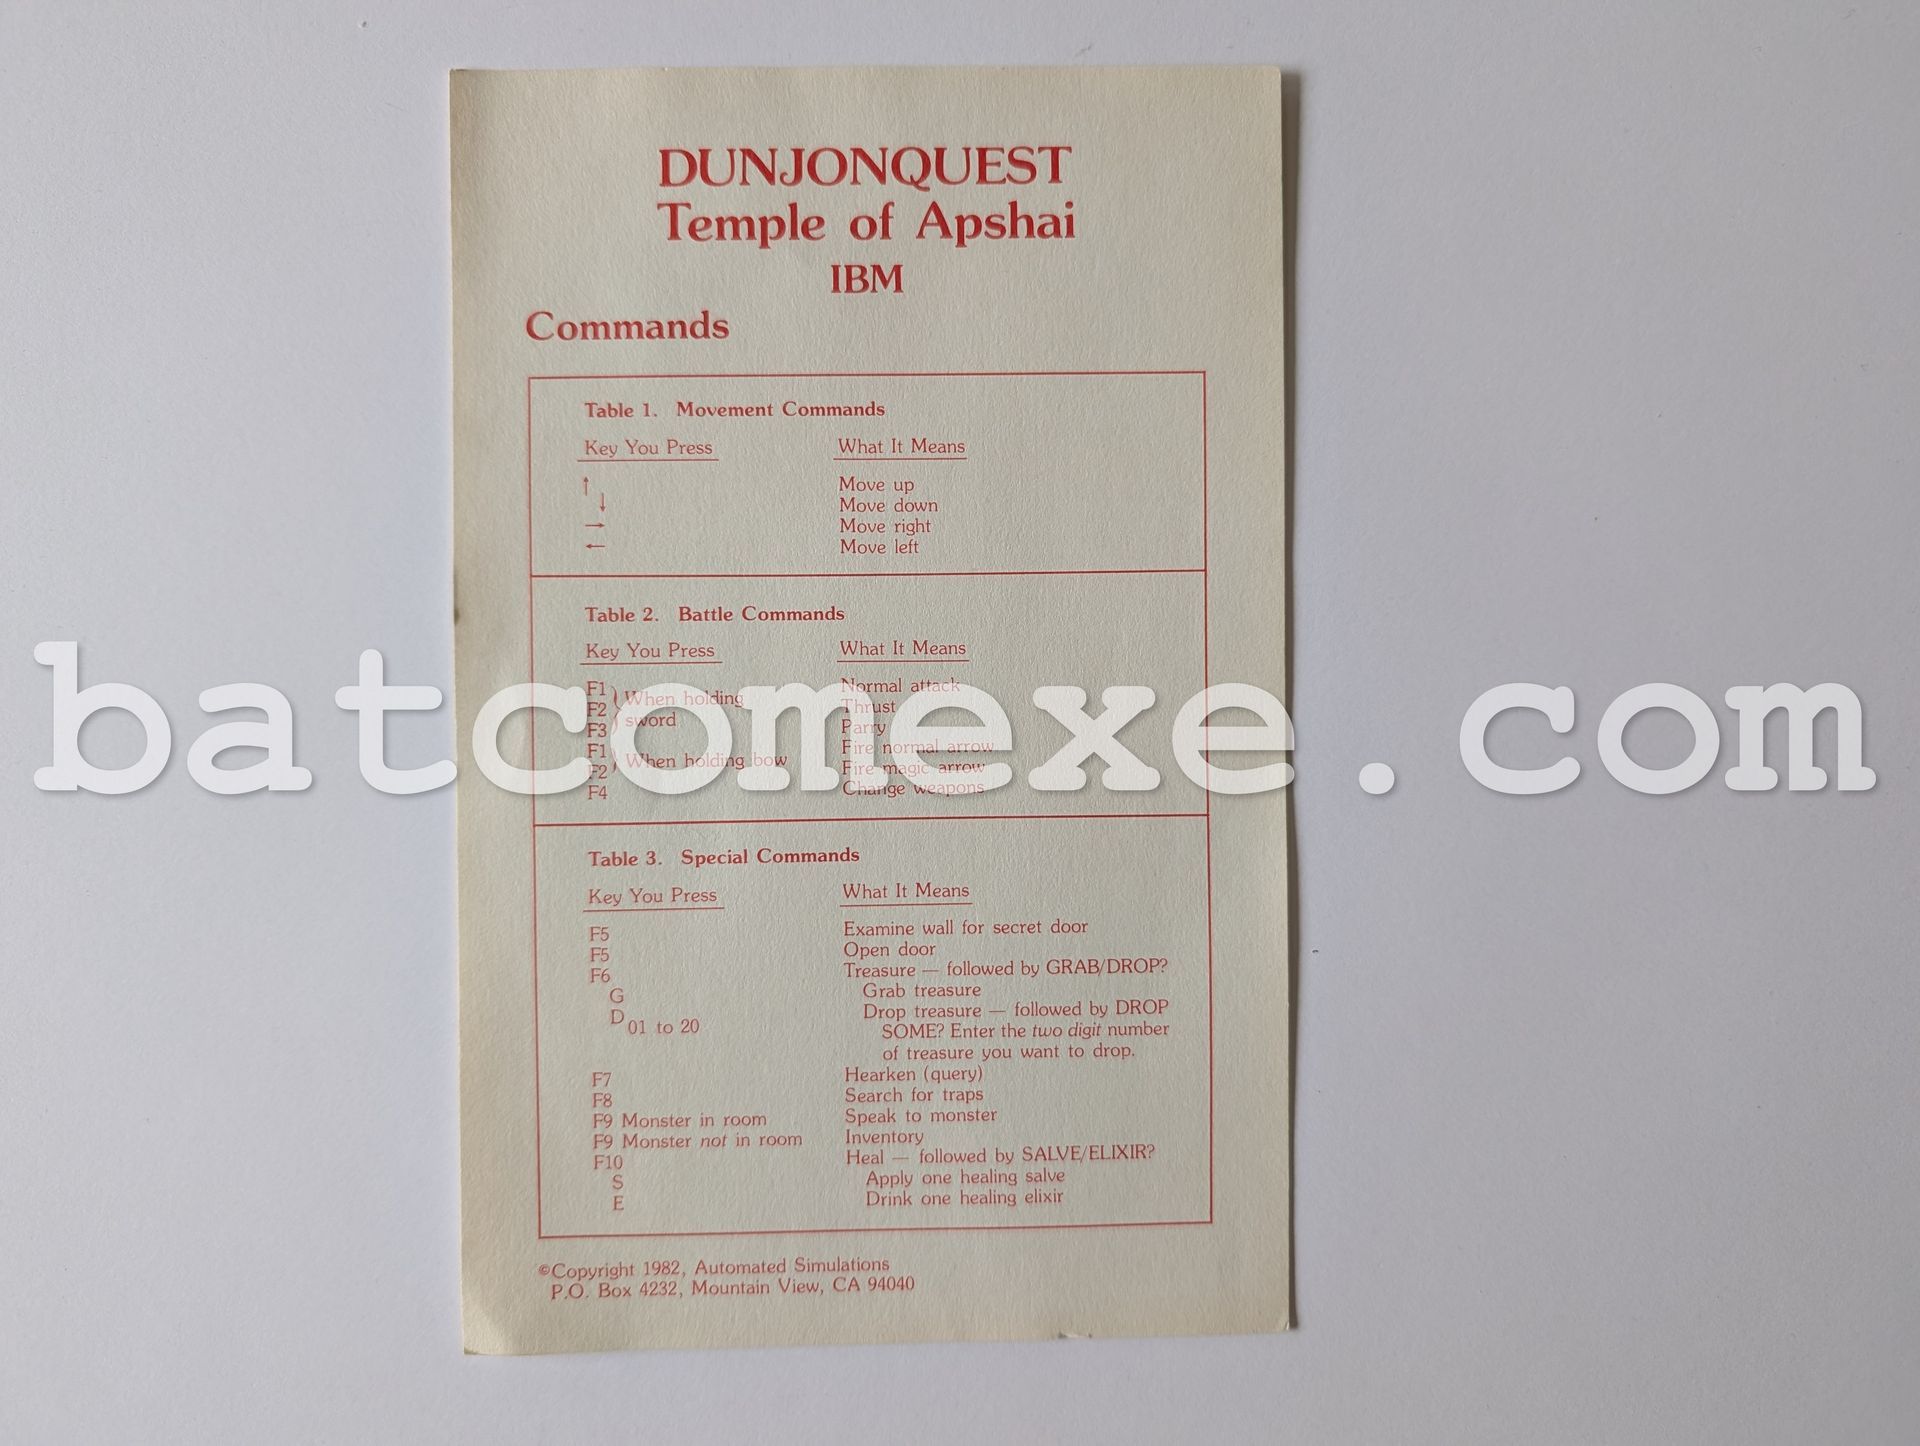 DUNJONQUEST
Temple of Apshai
IBM
Commands
Table 1. Movement Commands
Key You Press What It Means
↑ Move up
↓ Move down
→ Move right
← Move left
Table 2. Battle Commands
Key You Press What It Means
F1 When holding Normal attack
F2 sword Thrust
F3 Parry
F1 When holding bow Fire normal arrow
F2 Fire magic arrow
F4 Change weapons
batcomexe.com
Table 3. Special Commands
Key You Press What It Means
F5 Examine wall for secret door
F5 Open door
F6 Treasure — followed by GRAB/DROP?
G Grab treasure
D 01 to 20 Drop treasure — followed by DROP
SOME? Enter the two digit number
of treasure you want to drop.
F7 Hearken (query)
F8 Search for traps
F9 Monster in room Speak to monster
F9 Monster not in room Inventory
F10 Heal — followed by SALVE/ELIXIR?
S Apply one healing salve
E Drink one healing elixir
©Copyright 1982, Automated Simulations
P.O. Box 4232, Mountain View, CA 94040